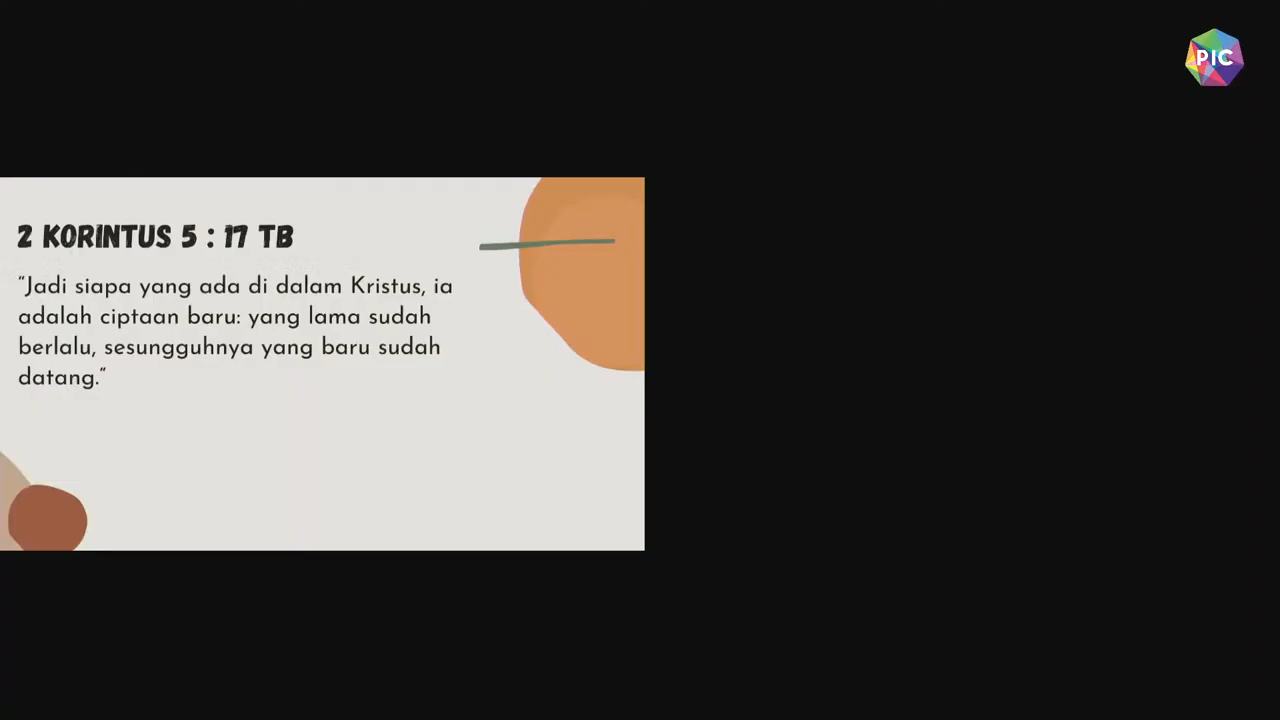 PIC
2 KORINTUS 5 : 17 TB
“Jadi siapa yang ada di dalam Kristus, ia
adalah ciptaan baru: yang lama sudah
berlalu, sesungguhnya yang baru sudah
datang.”